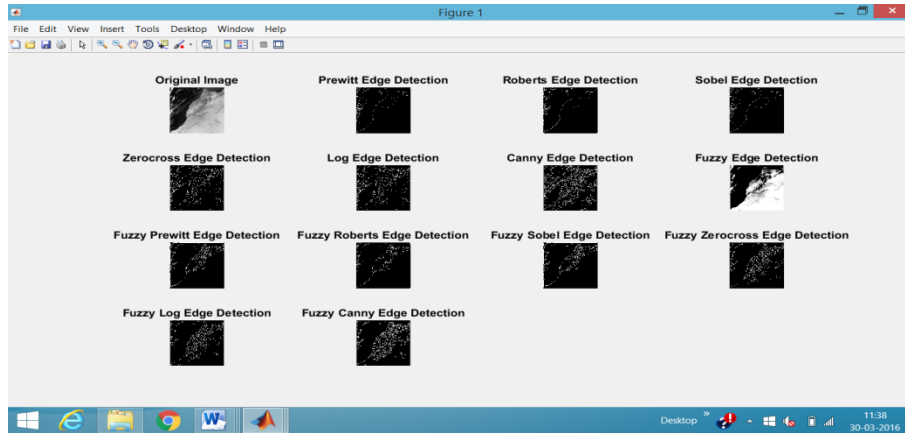 Figure 1
File Edit View Insert Tools Desktop Window Help
Original Image Prewitt Edge Detection Roberts Edge Detection Sobel Edge Detection
Zerocross Edge Detection Log Edge Detection Canny Edge Detection Fuzzy Edge Detection
Fuzzy Prewitt Edge Detection Fuzzy Roberts Edge Detection Fuzzy Sobel Edge Detection Fuzzy Zerocross Edge Detection
Fuzzy Log Edge Detection Fuzzy Canny Edge Detection
Desktop » 11:38
30-03-2016